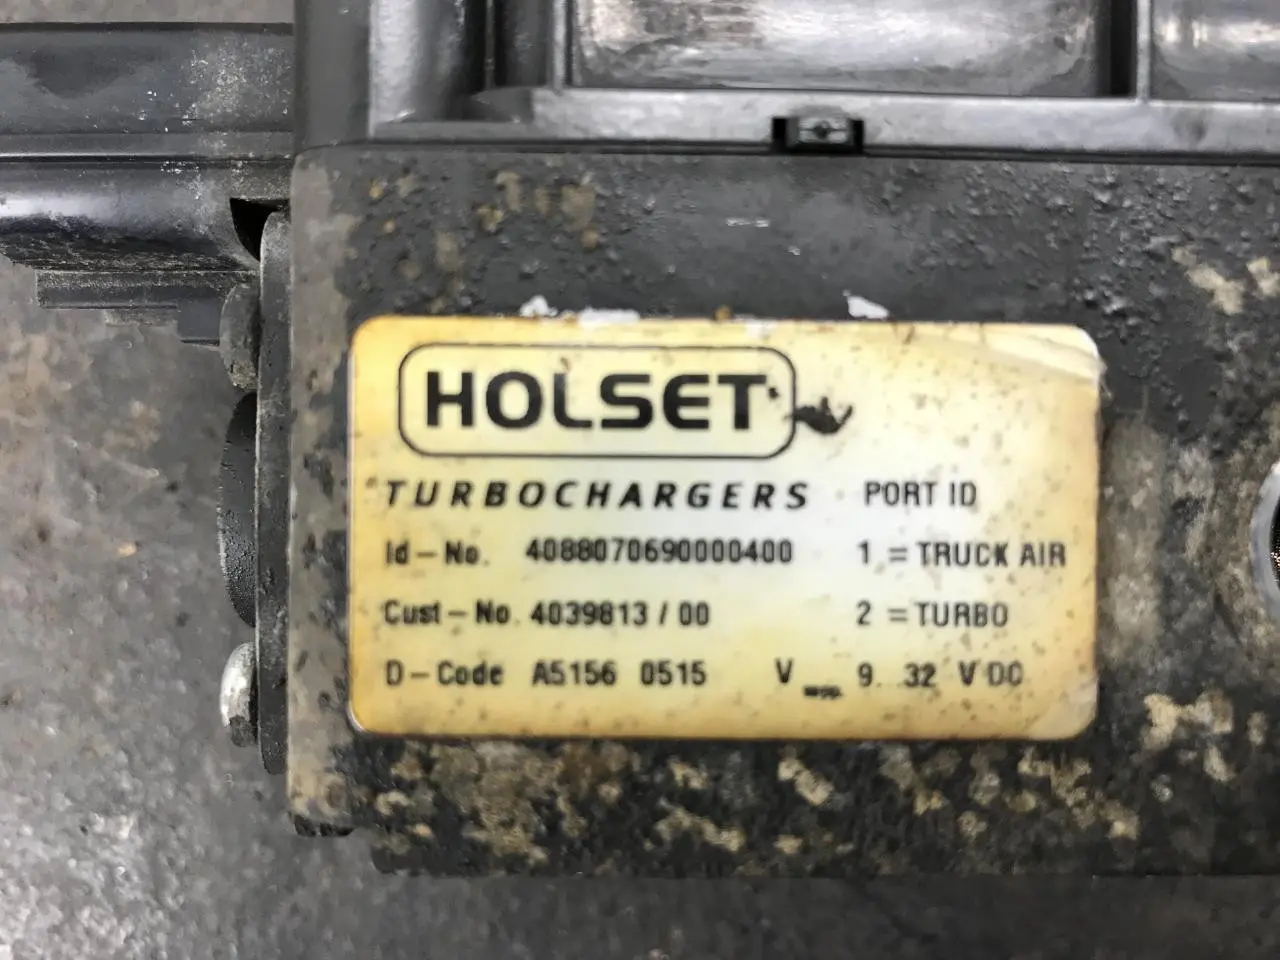 HOLSET
TURBOCHARGERS
PORT ID
Id-No. 4088070690000400
1 = TRUCK AIR
Cust-No. 4039813 / 00
2 = TURBO
D-Code A5156 0515
V 9..32 V DC